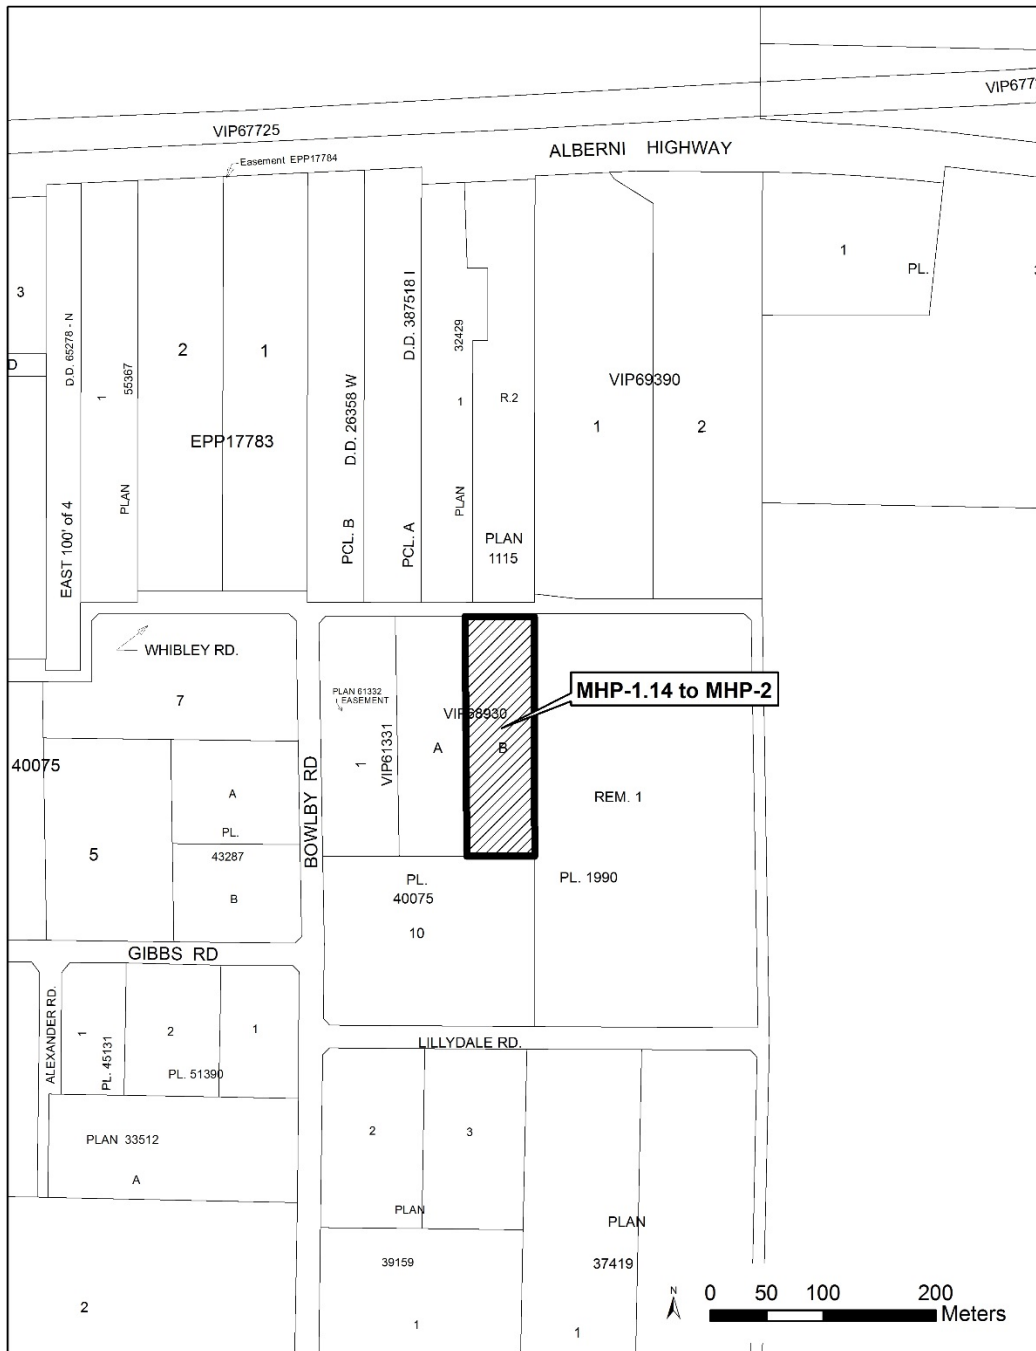 VIP677
VIP67725
Easement EPP17784
ALBERNI HIGHWAY
3
D
D.D. 65278 - N
EAST 100' of 4
1
PLAN
55367
2
1
EPP17783
PCL. B
D.D. 26358 W
PCL. A
D.D. 387518 I
32429
1
PLAN
R.2
PLAN
1115
VIP69390
1
2
1
PL.
WHIBLEY RD.
7
PLAN 61332
EASEMENT
1
VIP61331
VIP68930
A
B
MHP-1.14 to MHP-2
REM. 1
PL. 1990
40075
5
A
PL.
43287
B
BOWLBY RD
PL.
40075
10
GIBBS RD
ALEXANDER RD.
1
PL. 45131
2
1
PL. 51390
LILLYDALE RD.
PLAN 33512
A
2
3
PLAN
39159
1
PLAN
37419
1
2
N
0 50 100 200
Meters